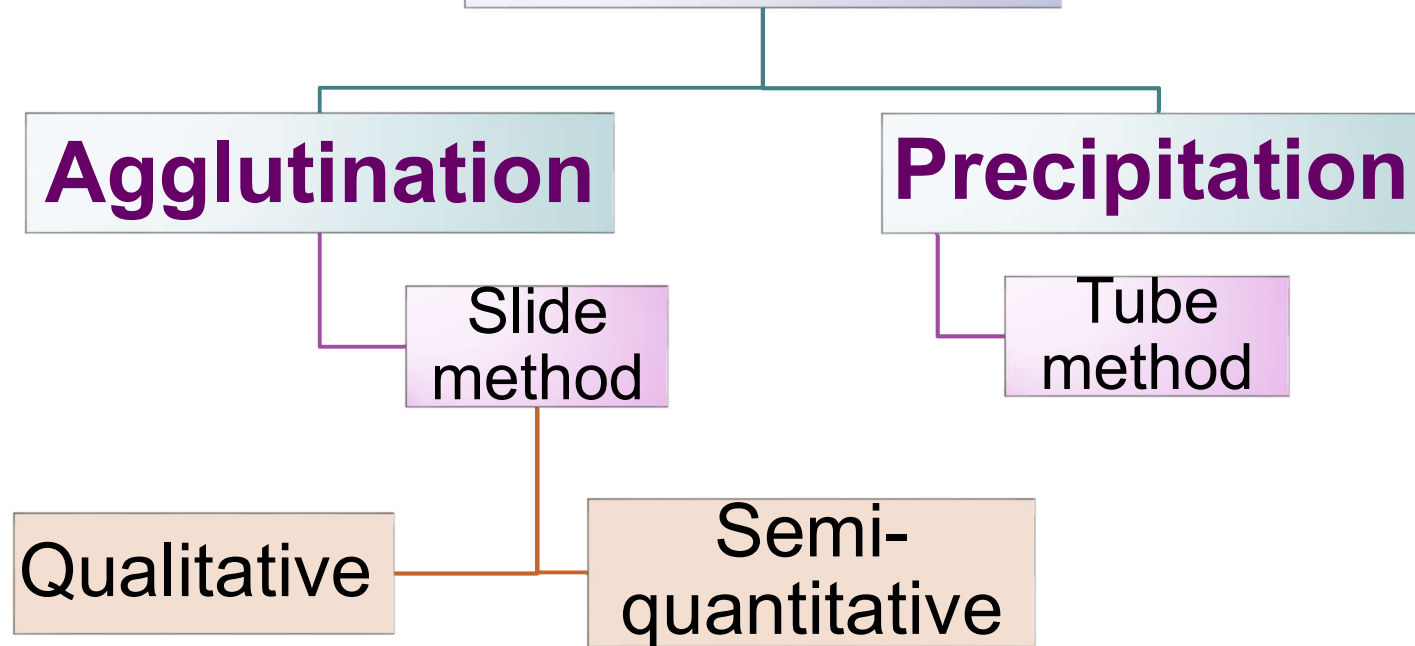 Agglutination
Precipitation
Slide
method
Tube
method
Qualitative
Semi-
quantitative